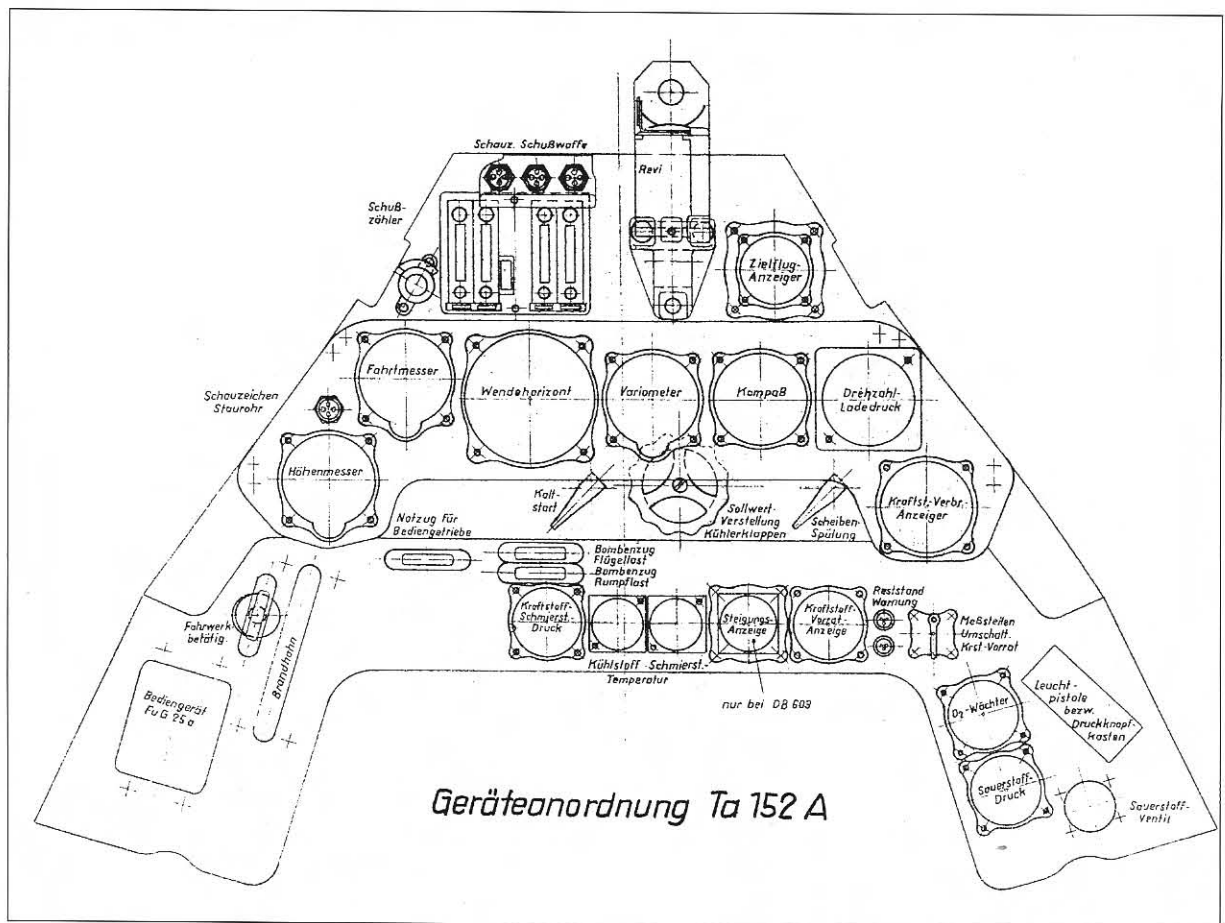 Schauz. Schußwaffe
Schuß-
zähler
Revi
Zielflug-
Anzeiger
Fahrtmesser
Wendehorizont
Variometer
Kompaß
Drehzahl-
Ladedruck
Schauzeichen
Staurohr
Höhenmesser
Kalt-
start
Sollwert-
Verstellung
Kühlerklappen
Scheiben-
Spülung
Kraftst.-Verbr.-
Anzeiger
Notzug für
Bediengetriebe
Bombenzug
Flügellast
Bombenzug
Rumpflast
Kraftstoff-
Schmierst.-
Druck
Kühlstoff-Schmierst.-
Temperatur
Steigungs-
Anzeige
nur bei DB 603
Kraftstoff-
Vorrat-
Anzeige
Reststand
Warnung
Meßstellen
Umschalt.
Krst-Vorrat
Fahrwerk
betätig.
Brandhahn
Bediengerät
FuG 25a
O2-Wächter
Sauerstoff-
Druck
Leucht-
pistole
bezw.
Druckknopf-
kasten
Sauerstoff-
Ventil
Geräteanordnung Ta 152 A